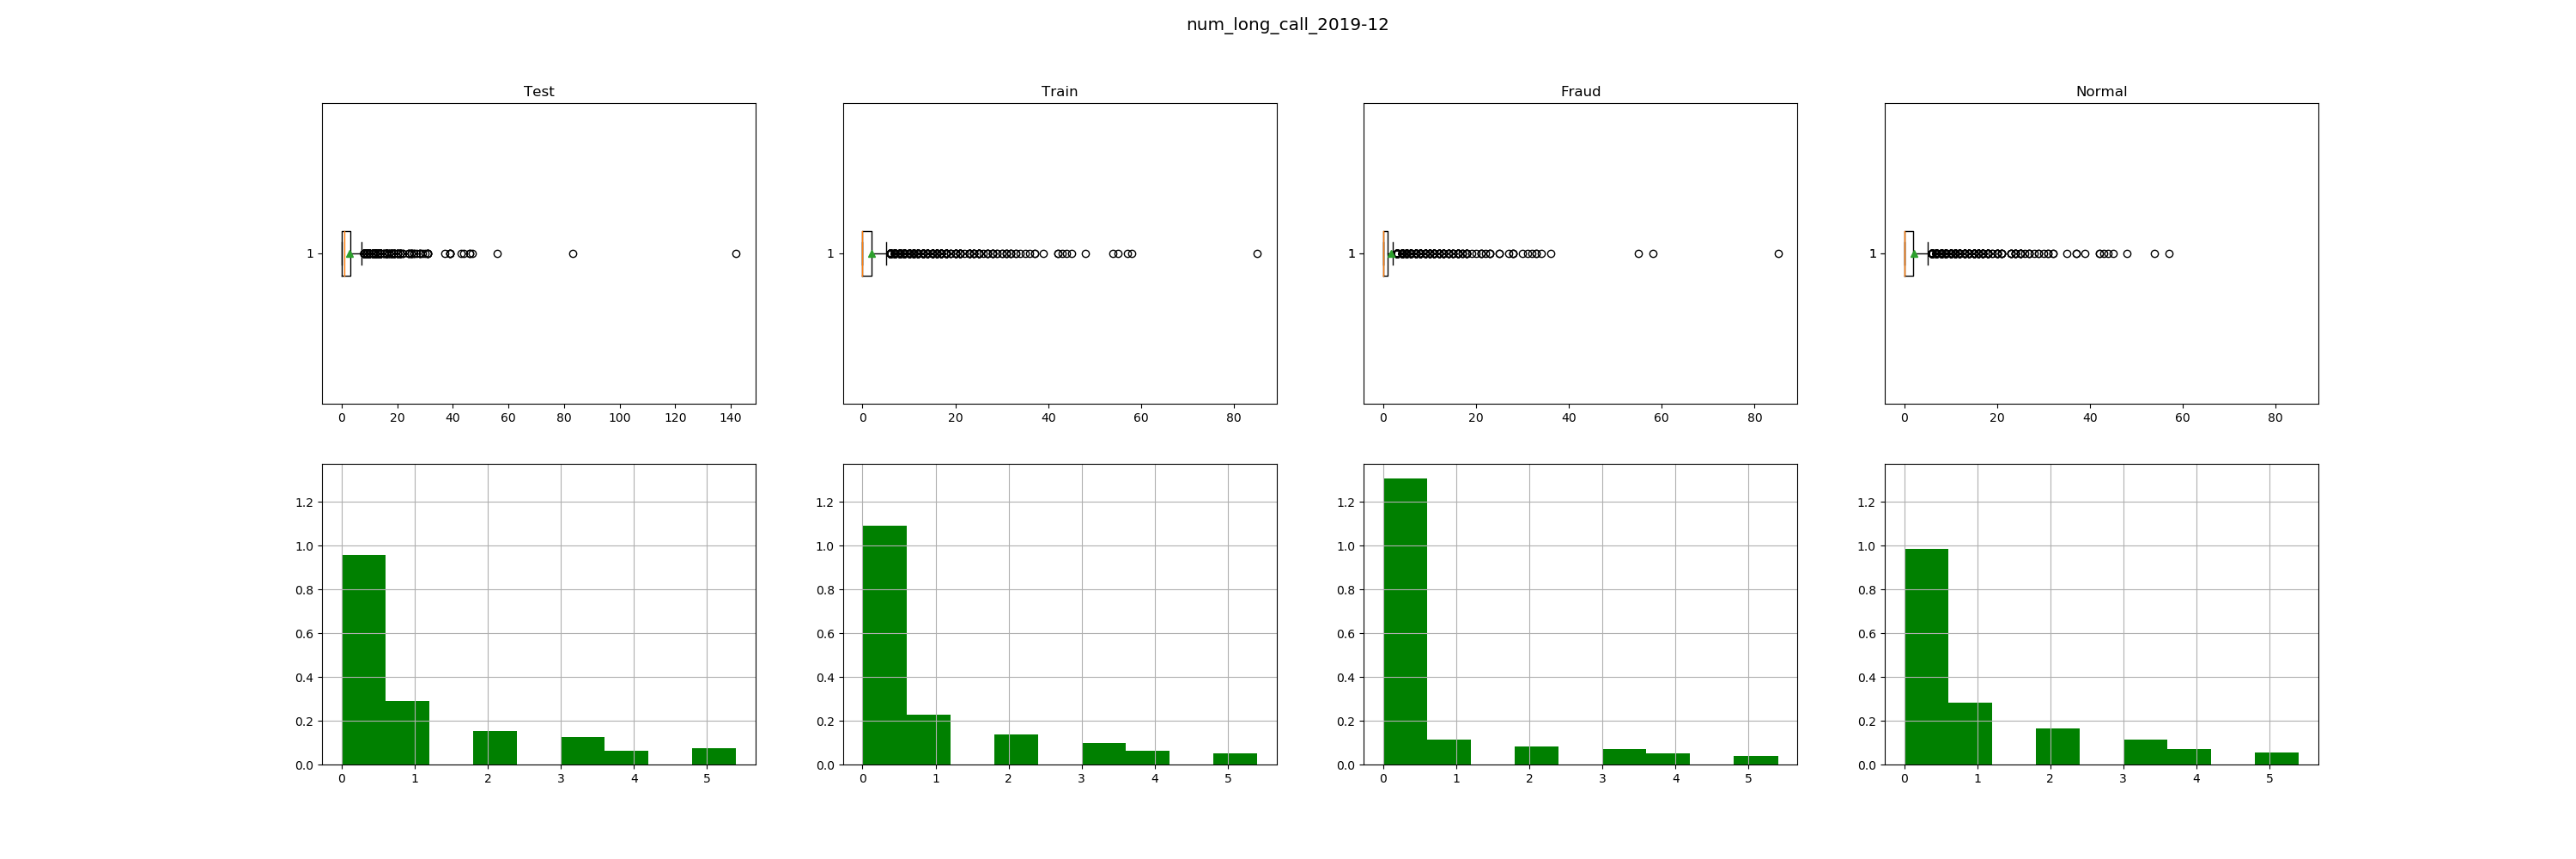 num_long_call_2019-12
Test Train Fraud Normal
1 1 1 1
0 20 40 60 80 100 120 140 0 20 40 60 80 0 20 40 60 80 0 20 40 60 80
1.2 1.2 1.2 1.2
1.0 1.0 1.0 1.0
0.8 0.8 0.8 0.8
0.6 0.6 0.6 0.6
0.4 0.4 0.4 0.4
0.2 0.2 0.2 0.2
0.0 0.0 0.0 0.0
0 1 2 3 4 5 0 1 2 3 4 5 0 1 2 3 4 5 0 1 2 3 4 5